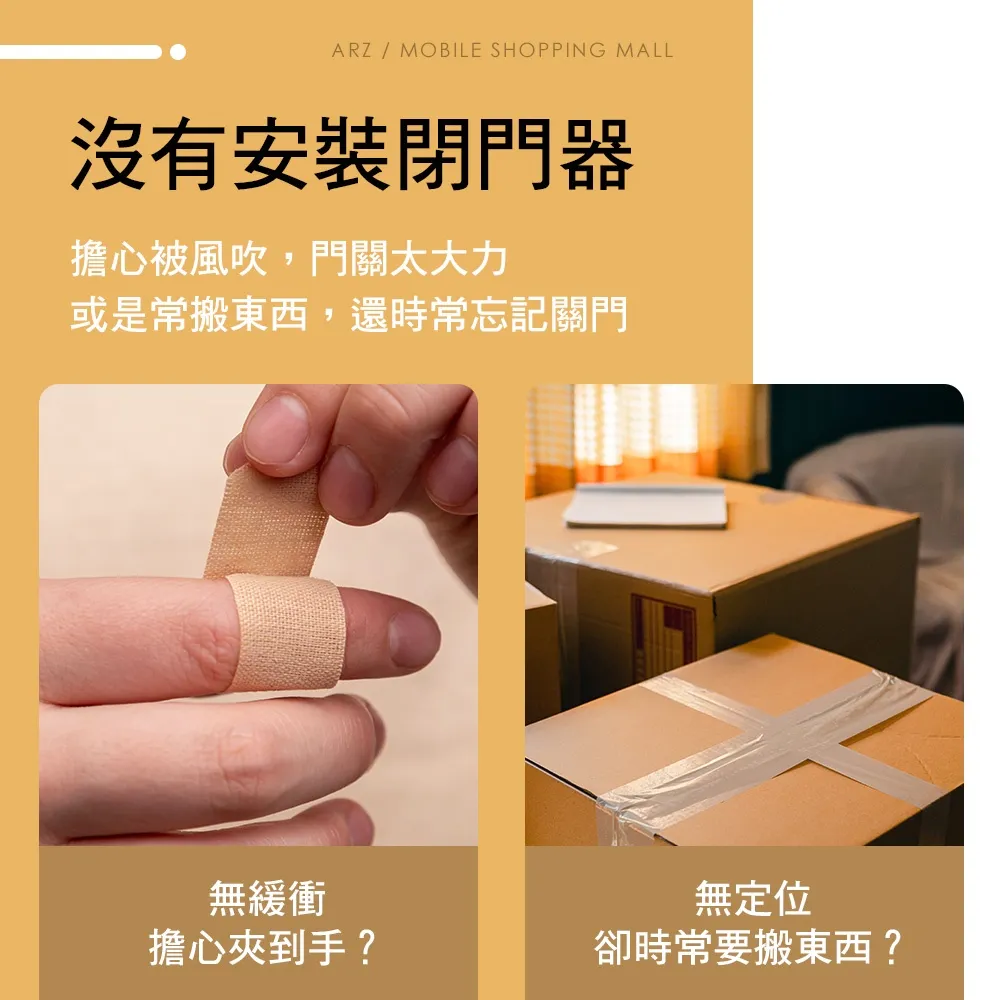 ARZ / MOBILE SHOPPING MALL
沒有安裝閉門器
擔心被風吹，門關太大力
或是常搬東西，還時常忘記關門
無緩衝
擔心夾到手？
無定位
卻時常要搬東西？